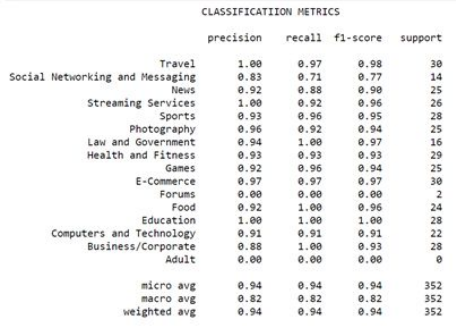 CLASSIFICATIION METRICS
precision recall f1-score support
Travel 1.00 0.97 0.98 30
Social Networking and Messaging 0.83 0.71 0.77 14
News 0.92 0.88 0.90 25
Streaming Services 1.00 0.92 0.96 26
Sports 0.93 0.96 0.95 28
Photography 0.96 0.92 0.94 25
Law and Government 0.94 1.00 0.97 16
Health and Fitness 0.93 0.93 0.93 29
Games 0.92 0.96 0.94 25
E-Commerce 0.97 0.97 0.97 30
Forums 0.00 0.00 0.00 2
Food 0.92 1.00 0.96 24
Education 1.00 1.00 1.00 28
Computers and Technology 0.91 0.91 0.91 22
Business/Corporate 0.88 1.00 0.93 28
Adult 0.00 0.00 0.00 0
micro avg 0.94 0.94 0.94 352
macro avg 0.82 0.82 0.82 352
weighted avg 0.94 0.94 0.94 352